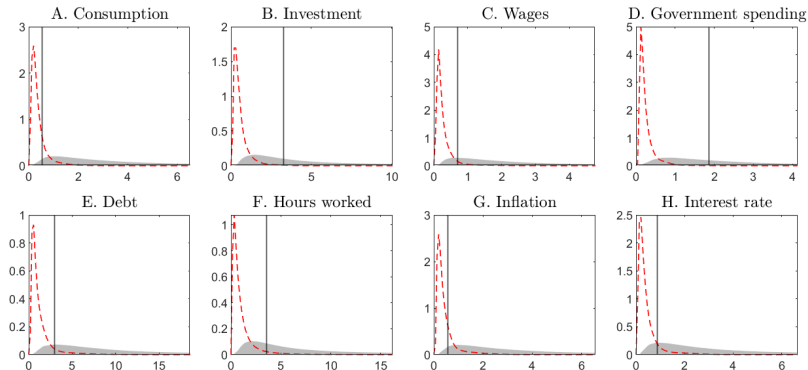 A. Consumption
3
2
1
0
0 2 4 6
B. Investment
2
1.5
1
0.5
0
0 5 10
C. Wages
5
4
3
2
1
0
0 1 2 3 4
D. Government spending
5
4
3
2
1
0
0 1 2 3 4
E. Debt
1
0.8
0.6
0.4
0.2
0
0 5 10 15
F. Hours worked
1
0.8
0.6
0.4
0.2
0
0 5 10 15
G. Inflation
3
2
1
0
0 2 4 6
H. Interest rate
2.5
2
1.5
1
0.5
0
0 2 4 6